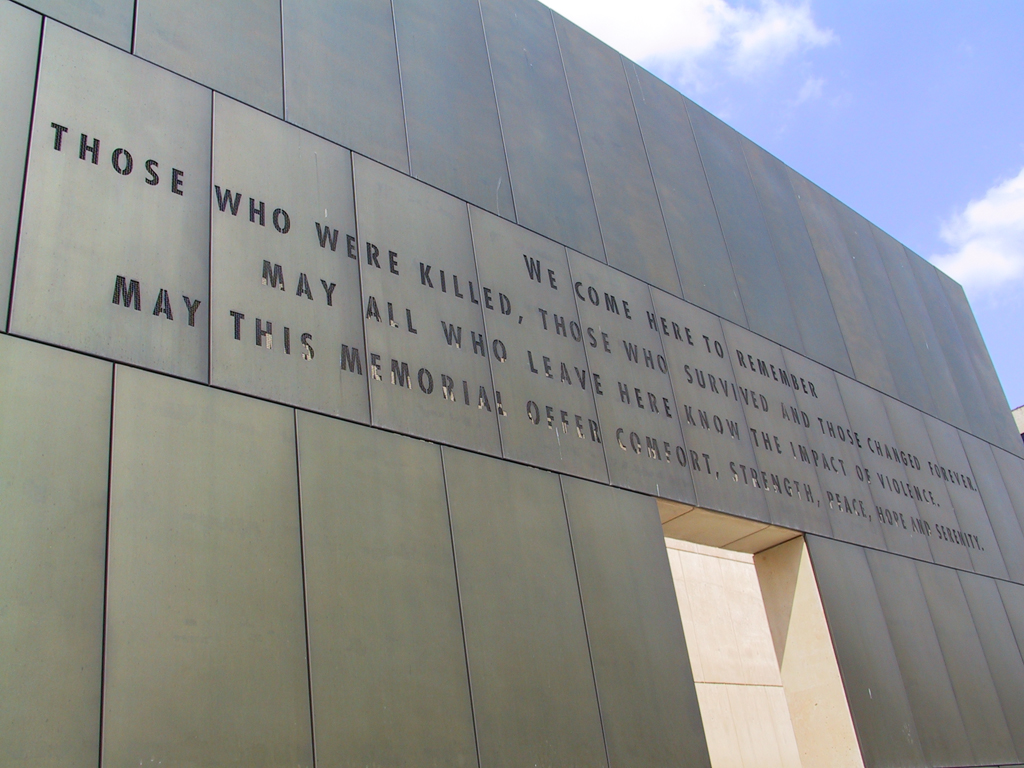 WE COME HERE TO REMEMBER
THOSE WHO WERE KILLED, THOSE WHO SURVIVED AND THOSE CHANGED FOREVER.
MAY ALL WHO LEAVE HERE KNOW THE IMPACT OF VIOLENCE.
MAY THIS MEMORIAL OFFER COMFORT, STRENGTH, PEACE, HOPE AND SERENITY.